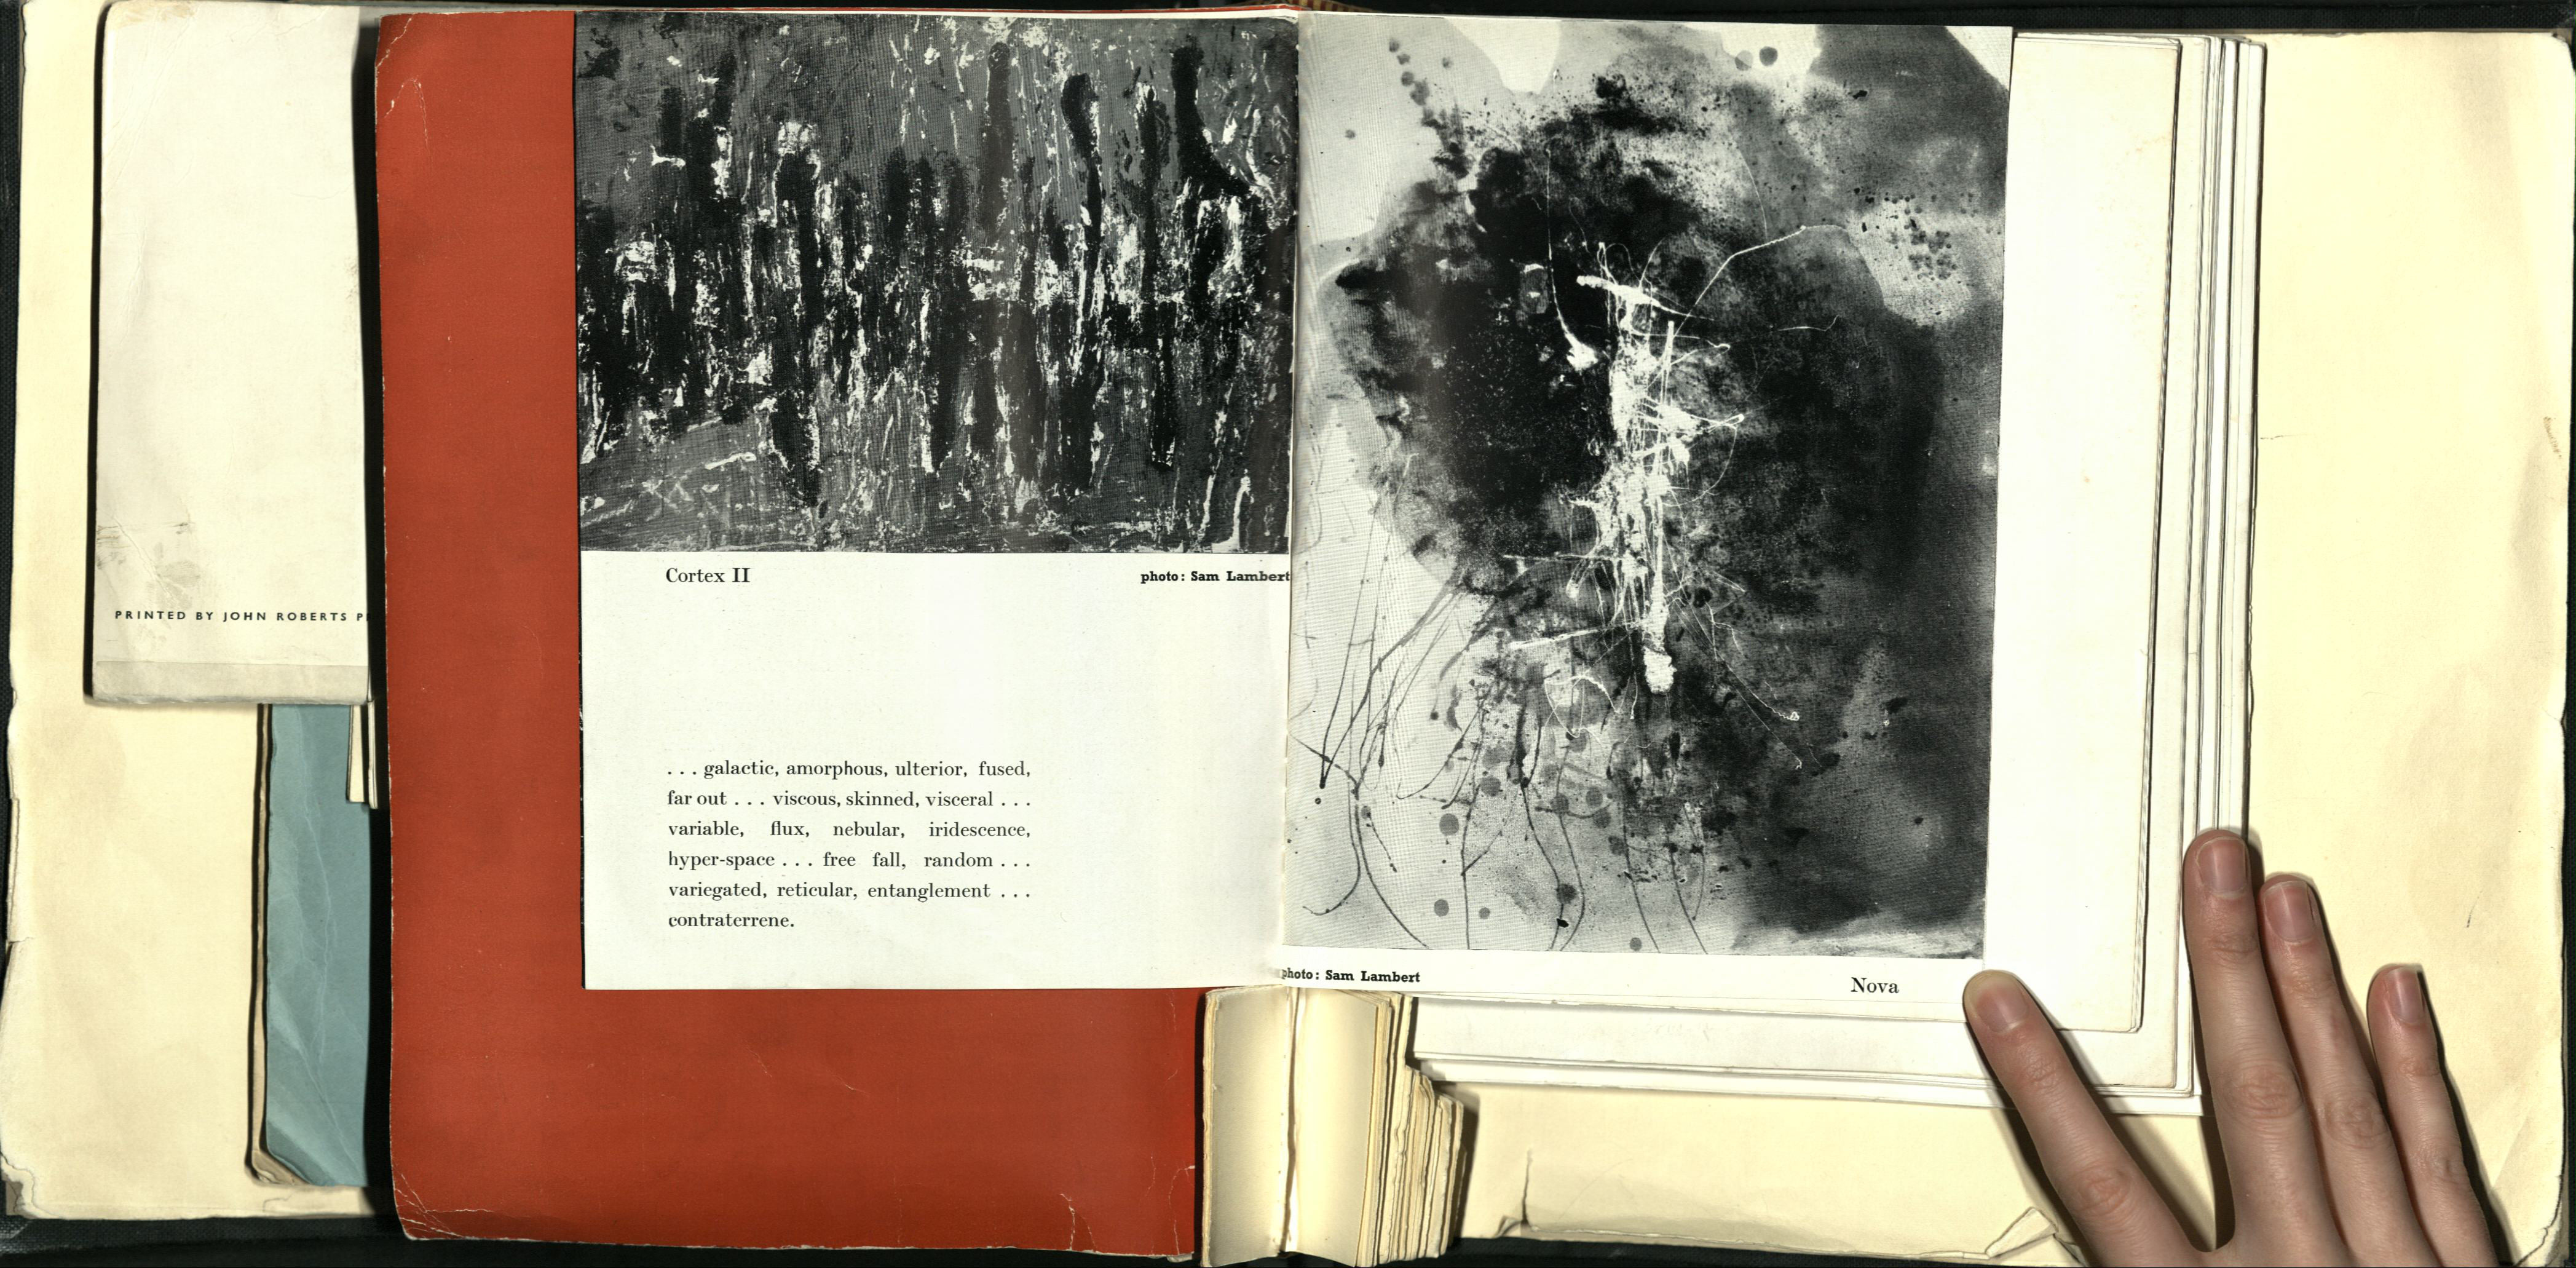 PRINTED BY JOHN ROBERTS
Cortex II
photo: Sam Lambert
. . . galactic, amorphous, ulterior, fused,
far out . . . viscous, skinned, visceral . . .
variable, flux, nebular, iridescence,
hyper-space . . . free fall, random . . .
variegated, reticular, entanglement . . .
contraterrene.
photo: Sam Lambert
Nova